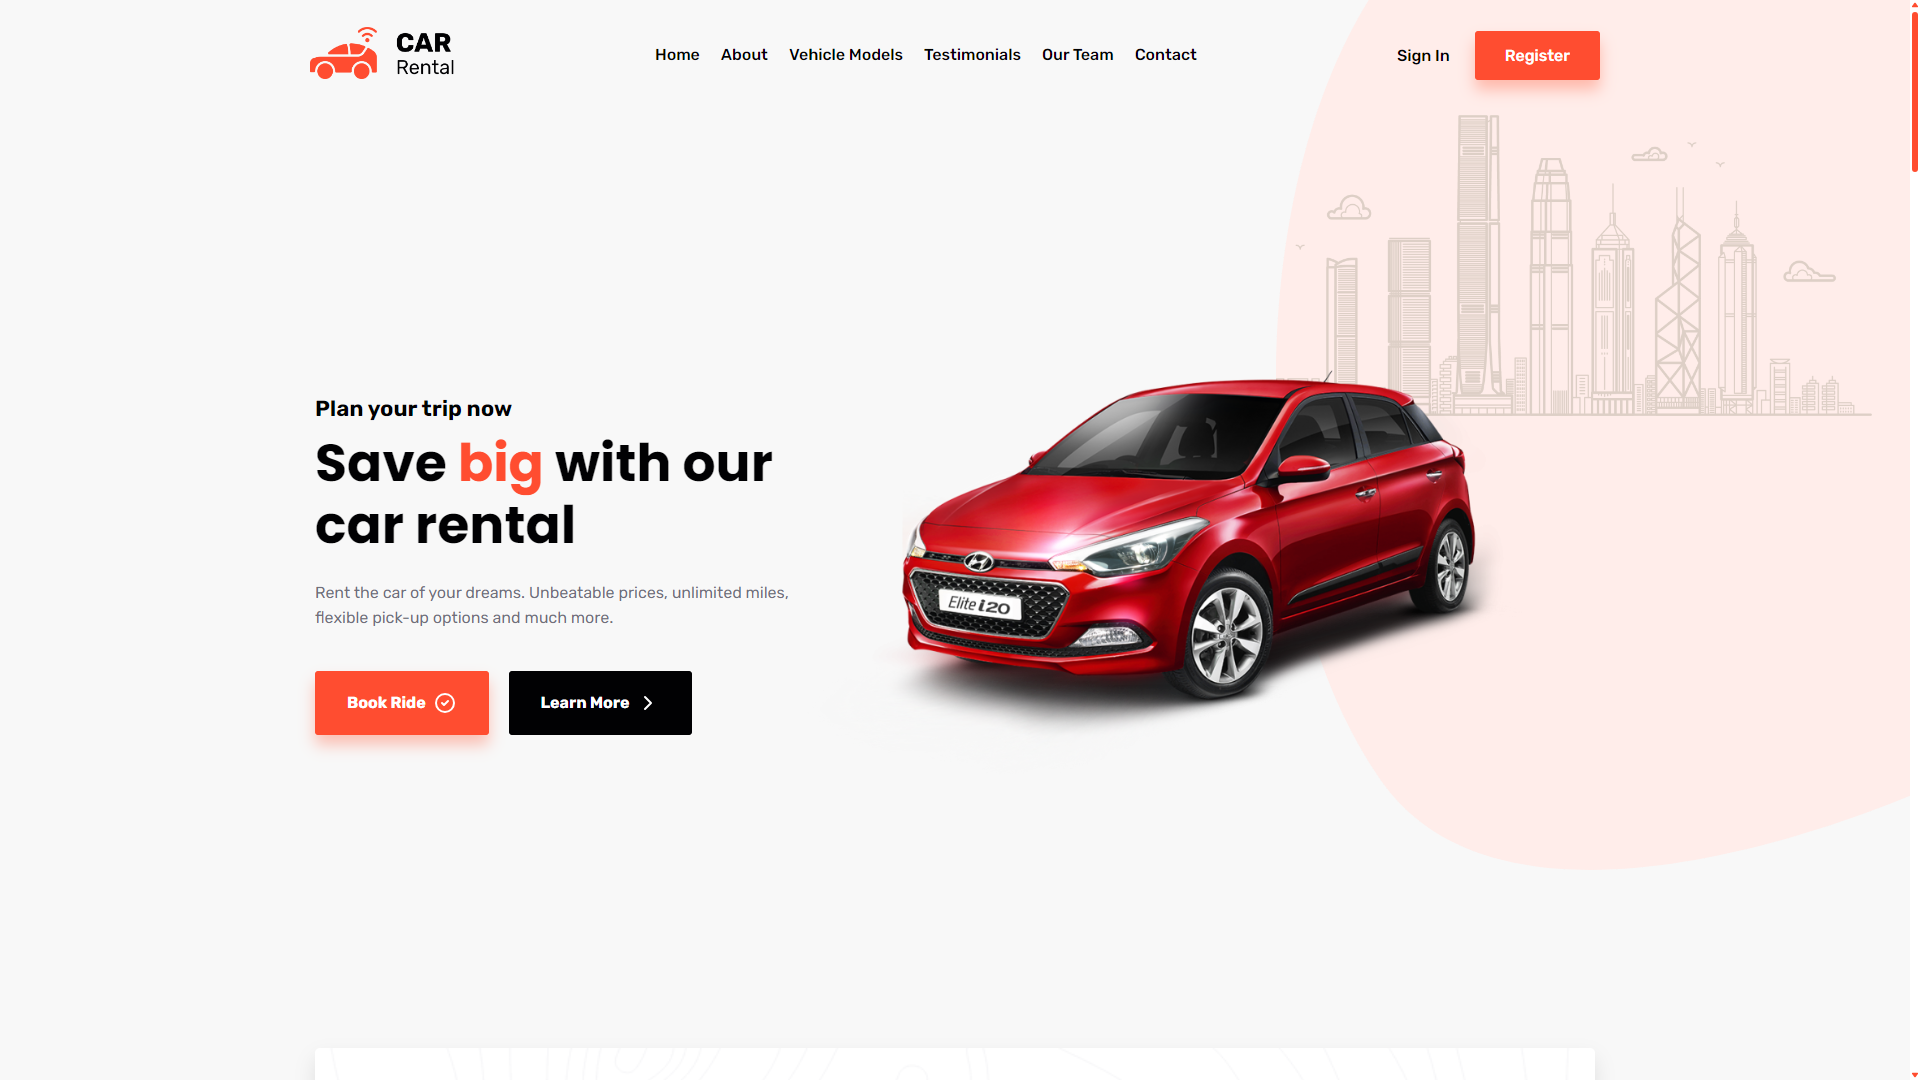 CAR
Rental
Home About Vehicle Models Testimonials Our Team Contact
Sign In Register
Plan your trip now
Save big with our
car rental
Rent the car of your dreams. Unbeatable prices, unlimited miles,
flexible pick-up options and much more.
Book Ride Learn More
Elite i20